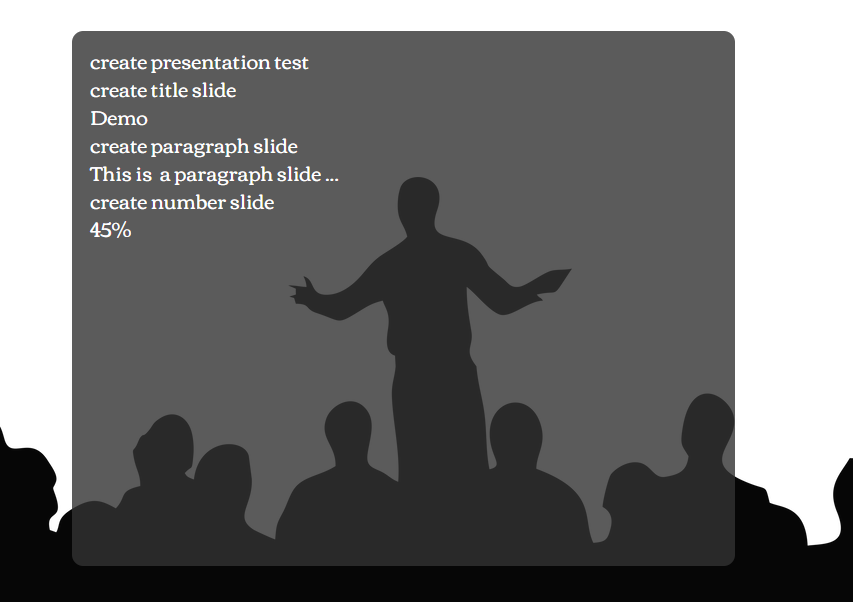 create presentation test
create title slide
Demo
create paragraph slide
This is  a paragraph slide ...
create number slide
45%